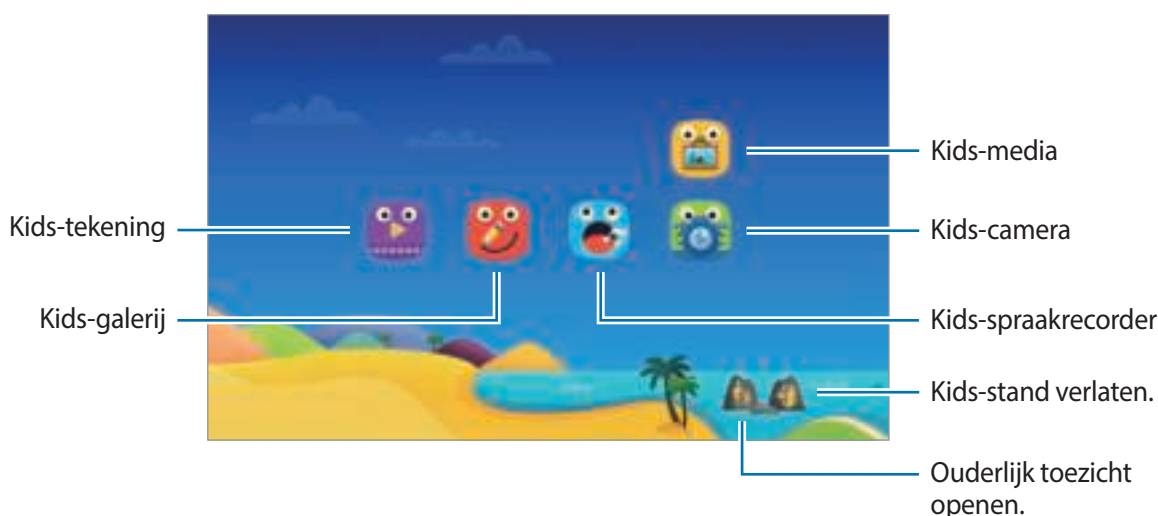 Kids-media
Kids-tekening
Kids-camera
Kids-galerij
Kids-spraakrecorder
Kids-stand verlaten.
Ouderlijk toezicht
openen.